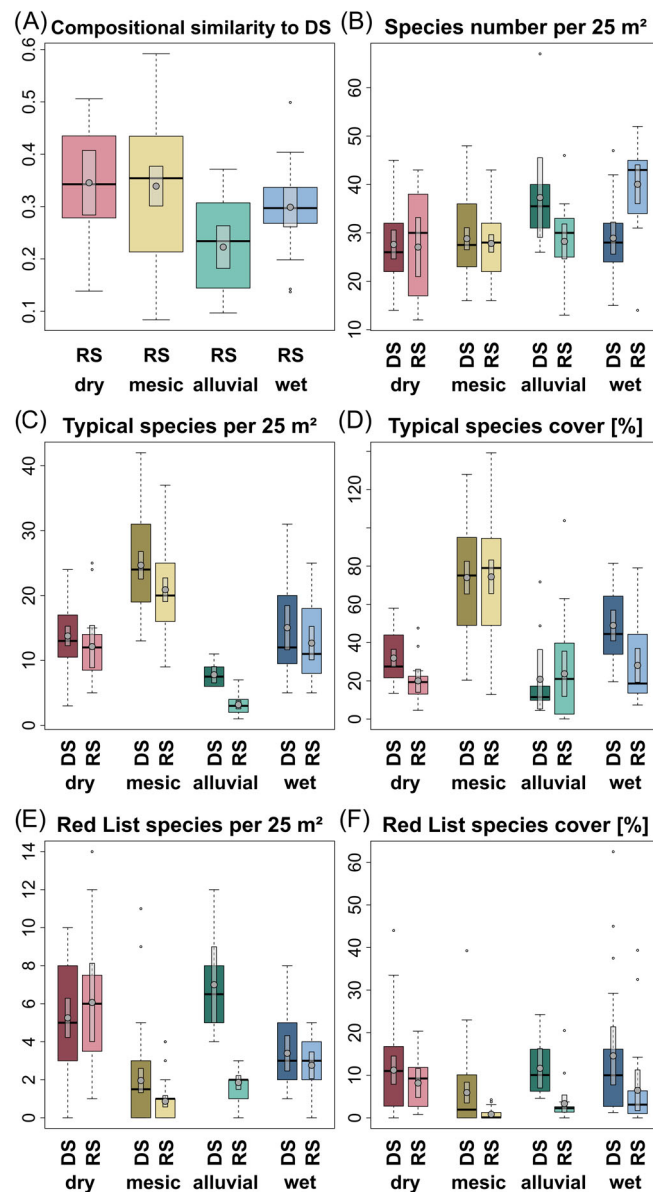 (A) Compositional similarity to DS
0.6
0.5
0.4
0.3
0.2
0.1
RS RS RS RS
dry mesic alluvial wet
(B) Species number per 25 m²
60
50
40
30
20
10
DS RS DS RS DS RS DS RS
dry mesic alluvial wet
(C) Typical species per 25 m²
40
30
20
10
0
DS RS DS RS DS RS DS RS
dry mesic alluvial wet
(D) Typical species cover [%]
120
80
60
40
20
0
DS RS DS RS DS RS DS RS
dry mesic alluvial wet
(E) Red List species per 25 m²
14
12
10
8
6
4
2
0
DS RS DS RS DS RS DS RS
dry mesic alluvial wet
(F) Red List species cover [%]
60
50
40
30
20
10
0
DS RS DS RS DS RS DS RS
dry mesic alluvial wet